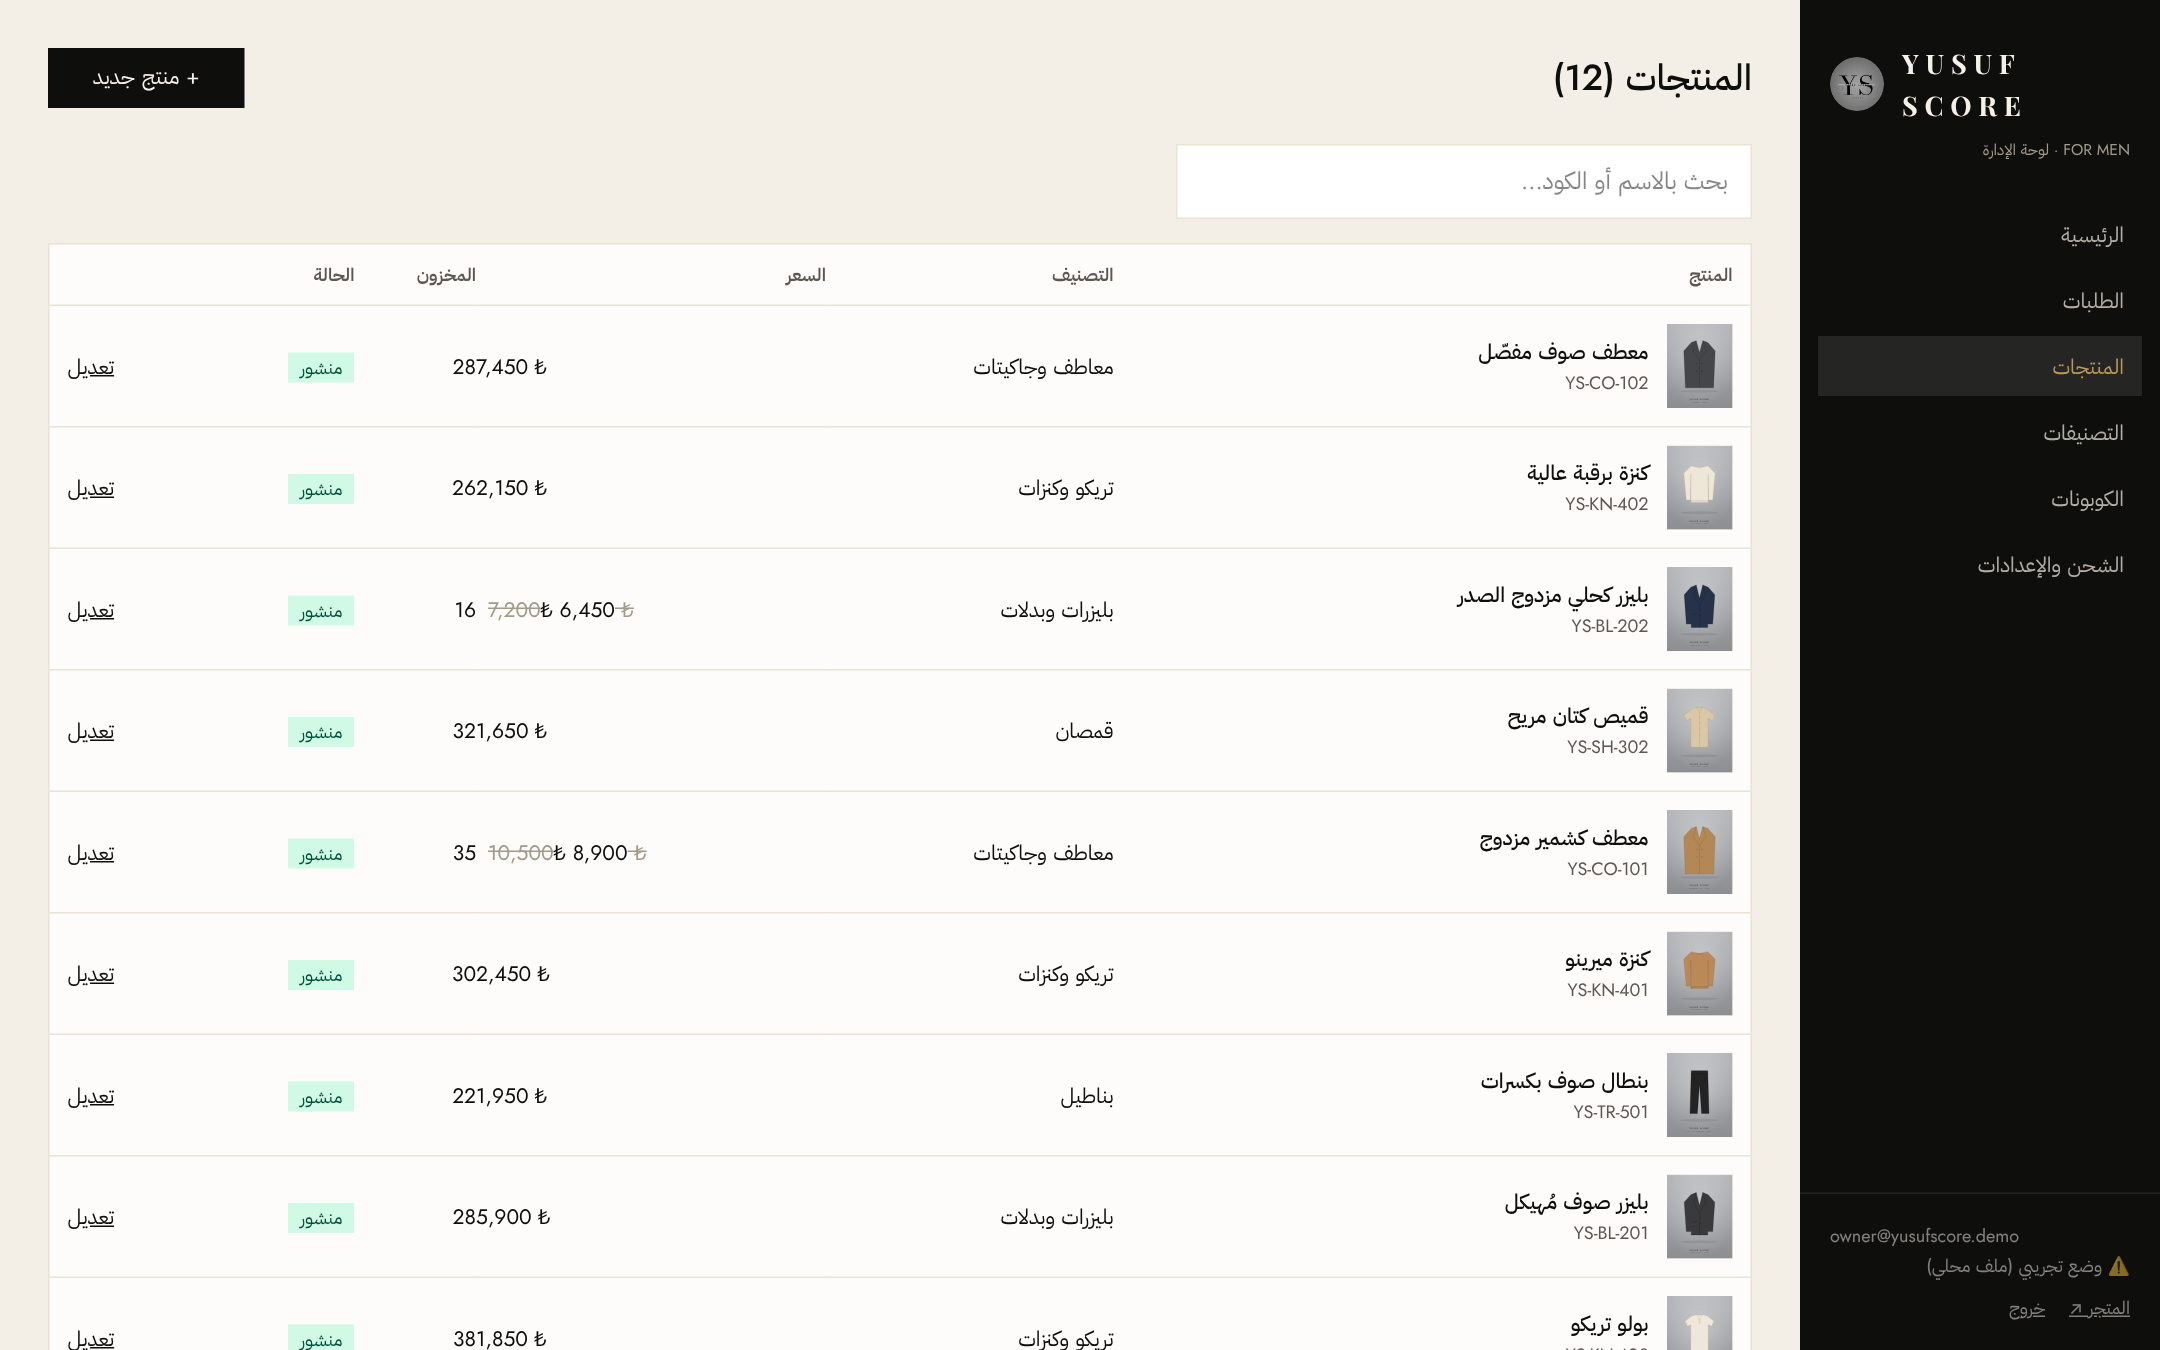 YUSUF
SCORE
FOR MEN · لوحة الإدارة
الرئيسية
الطلبات
المنتجات
التصنيفات
الكوبونات
الشحن والإعدادات
owner@yusufscore.demo
⚠️ وضع تجريبي (ملف محلي)
المتجر ↗ خروج
المنتجات (12)
+ منتج جديد
بحث بالاسم أو الكود...
المنتج التصنيف السعر المخزون الحالة
معطف صوف مفصّل
YS-CO-102
معاطف وجاكيتات 287,450 ₺ منشور تعديل
كنزة برقبة عالية
YS-KN-402
تريكو وكنزات 262,150 ₺ منشور تعديل
بليزر كحلي مزدوج الصدر
YS-BL-202
بليزرات وبدلات 16 7,200₺ 6,450 ₺ منشور تعديل
قميص كتان مريح
YS-SH-302
قمصان 321,650 ₺ منشور تعديل
معطف كشمير مزدوج
YS-CO-101
معاطف وجاكيتات 35 10,500₺ 8,900 ₺ منشور تعديل
كنزة ميرينو
YS-KN-401
تريكو وكنزات 302,450 ₺ منشور تعديل
بنطال صوف بكسرات
YS-TR-501
بناطيل 221,950 ₺ منشور تعديل
بليزر صوف مُهيكل
YS-BL-201
بليزرات وبدلات 285,900 ₺ منشور تعديل
بولو تريكو
تريكو وكنزات 381,850 ₺ منشور تعديل